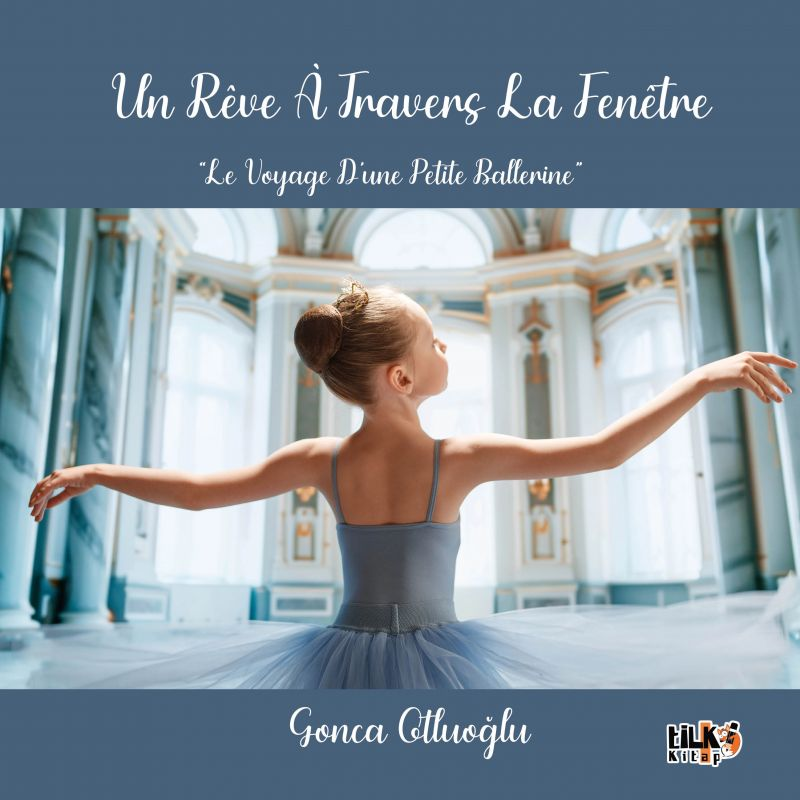 Un Rêve À Travers La Fenêtre
“Le Voyage D'une Petite Ballerine”
Gonca Otluoğlu
tiLKi
Kitap